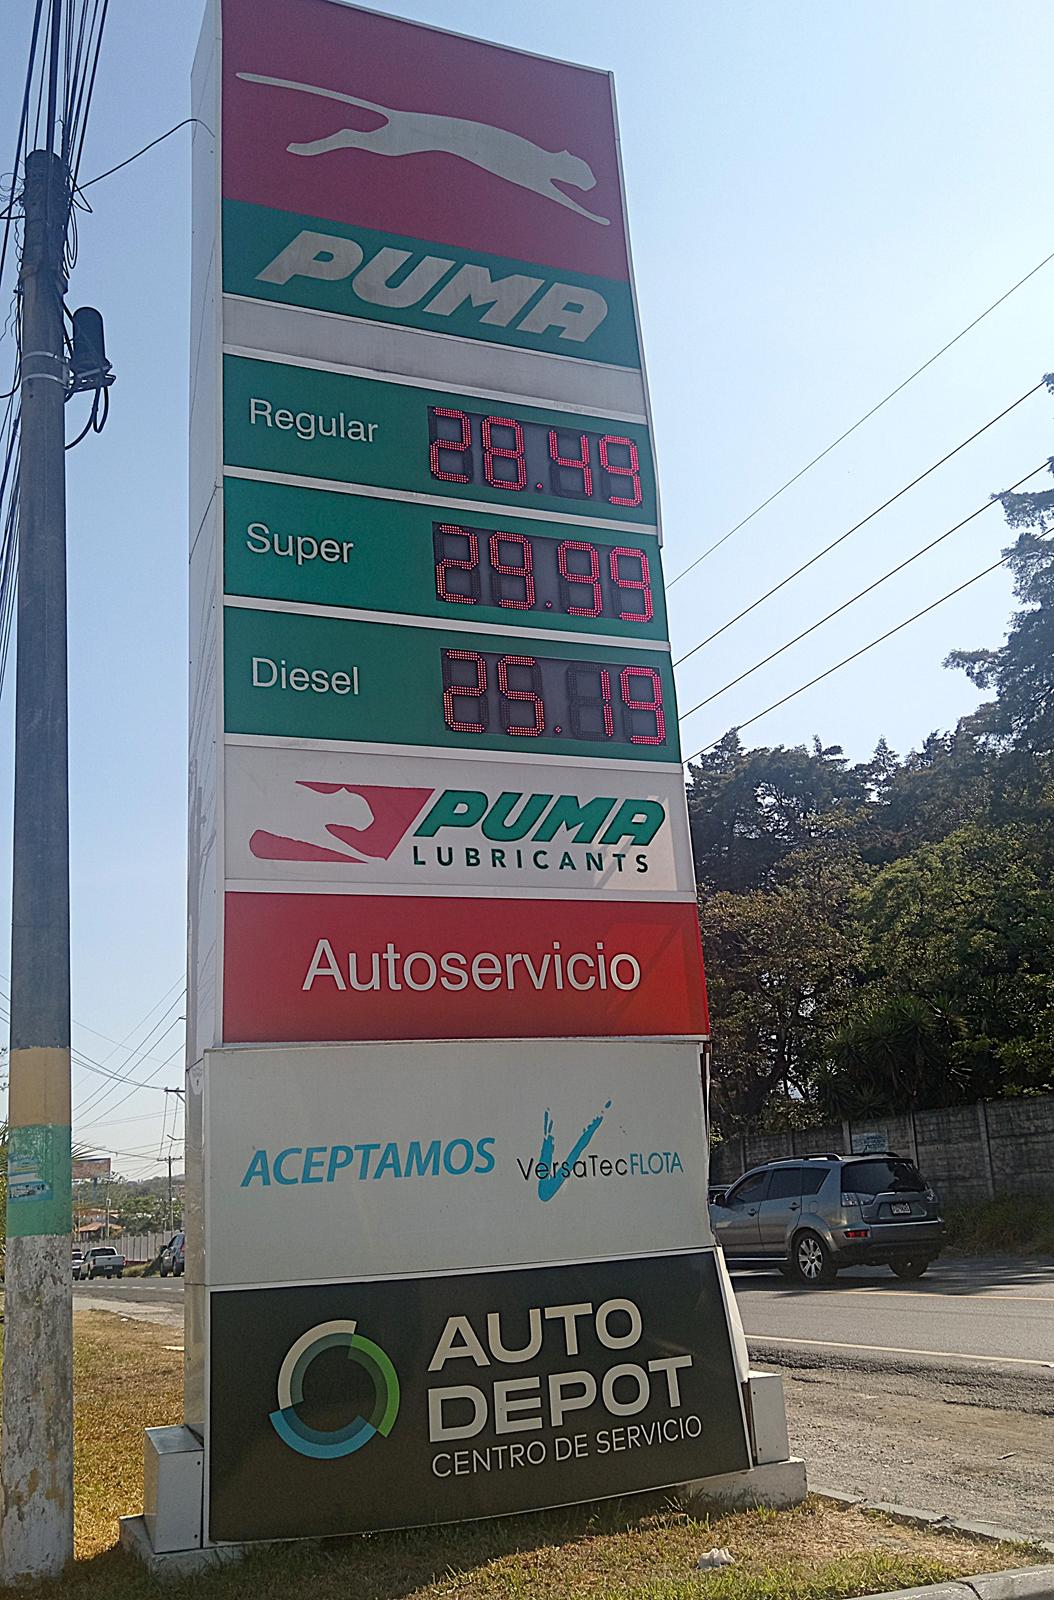 PUMA
Regular 28.49
Super 29.99
Diesel 25.19
PUMA
LUBRICANTS
Autoservicio
ACEPTAMOS VersaTecFLOTA
AUTO
DEPOT
CENTRO DE SERVICIO